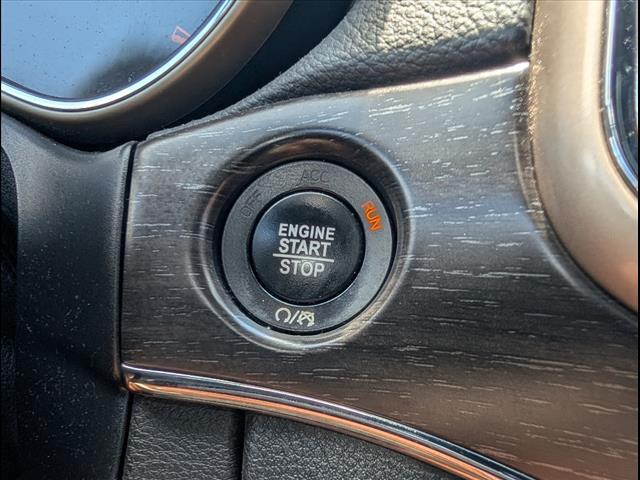 OFF ACC RUN
ENGINE
START
STOP